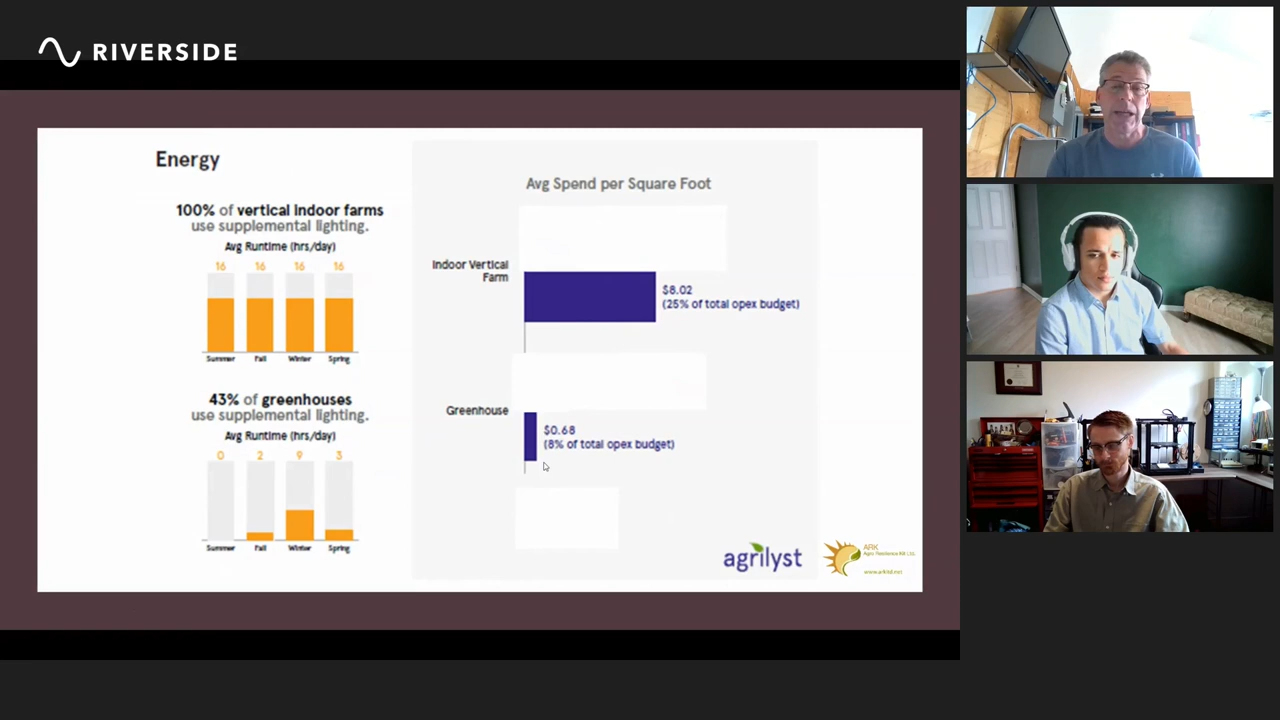 RIVERSIDE
Energy
100% of vertical indoor farms
use supplemental lighting.
Avg Runtime (hrs/day)
16 16 16 16
Summer Fall Winter Spring
43% of greenhouses
use supplemental lighting.
Avg Runtime (hrs/day)
0 2 9 3
Summer Fall Winter Spring
Avg Spend per Square Foot
Indoor Vertical
Farm
$8.02
(25% of total opex budget)
Greenhouse
$0.68
(8% of total opex budget)
agrilyst
ARK